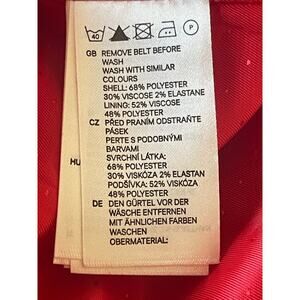 40 P
GB REMOVE BELT BEFORE
WASH
WASH WITH SIMILAR
COLOURS
SHELL: 68% POLYESTER
30% VISCOSE 2% ELASTANE
LINING: 52% VISCOSE
48% POLYESTER
CZ PŘED PRANÍM ODSTRAŇTE
PÁSEK
PERTE S PODOBNÝMI
BARVAMI
SVRCHNÍ LÁTKA:
68% POLYESTER
30% VISKÓZA 2% ELASTAN
PODŠÍVKA: 52% VISKÓZA
48% POLYESTER
DE DEN GÜRTEL VOR DER
WÄSCHE ENTFERNEN
MIT ÄHNLICHEN FARBEN
WASCHEN
OBERMATERIAL:
HU